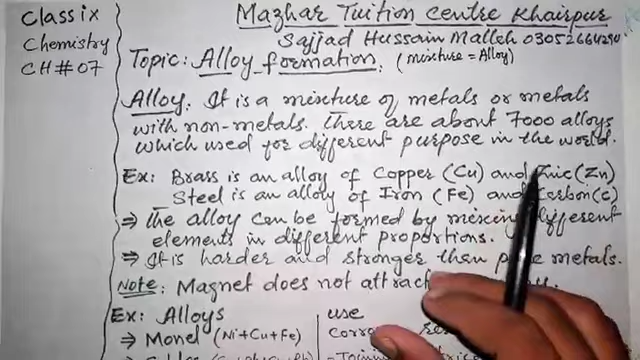 Class ix
Chemistry
CH # 07
Mazhar Tuition Centre Khairpur
Sajjad Hussain Malleh
Topic: Alloy formation. (mixture = Alloy)
Alloy. It is a mixture of metals or metals
with non-metals. There are about 7000 alloys
which used for different purpose in the world.
Ex: Brass is an alloy of Copper (Cu) and Zinc (Zn)
Steel is an alloy of Iron (Fe) and Carbon (C)
⇒ The alloy can be formed by mixing different
elements in different proportions.
⇒ It is harder and stronger than pure metals.
Note: Magnet does not attract
Ex: Alloys
use
→ Monel (Ni+Cu+Fe)